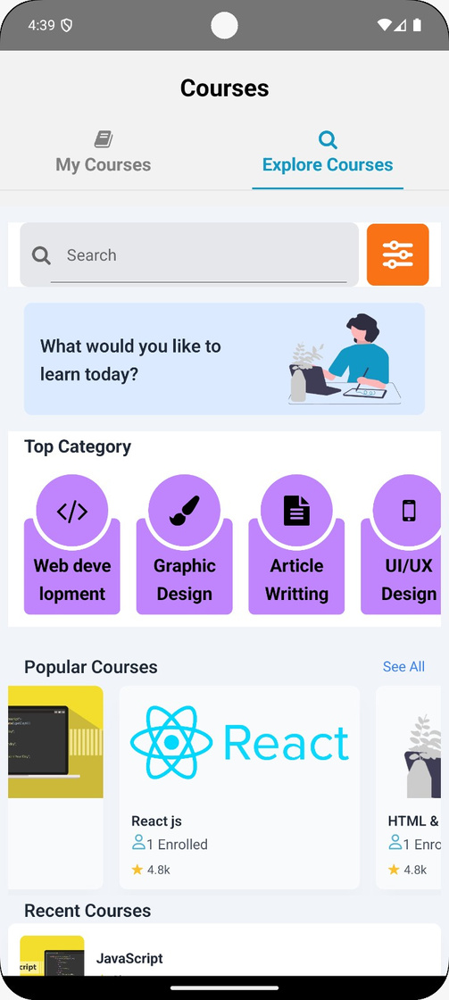 4:39
Courses
My Courses
Explore Courses
Search
What would you like to
learn today?
Top Category
Web deve
lopment
Graphic
Design
Article
Writting
UI/UX
Design
Popular Courses
See All
React
React js
1 Enrolled
4.8k
HTML &
1 Enro
4.8k
Recent Courses
cript
JavaScript